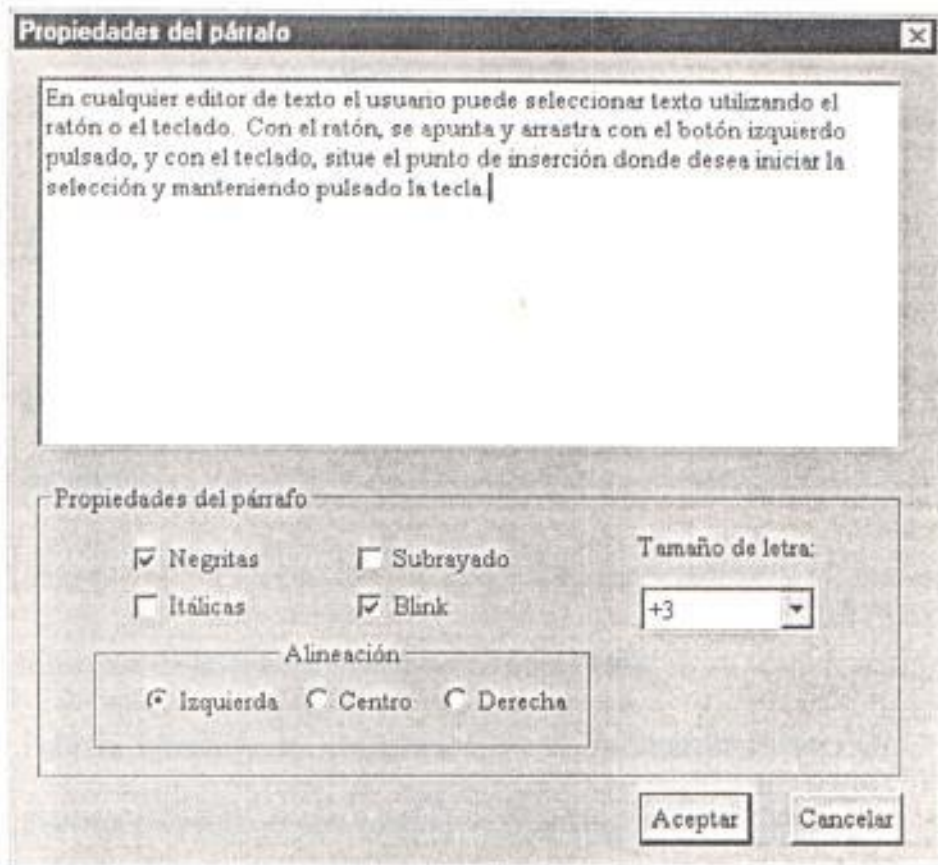 Propiedades del párrafo
En cualquier editor de texto el usuario puede seleccionar texto utilizando el
ratón o el teclado. Con el ratón, se apunta y arrastra con el botón izquierdo
pulsado, y con el teclado, situe el punto de inserción donde desea iniciar la
selección y manteniendo pulsado la tecla.
Propiedades del párrafo
Negritas
Subrayado
Tamaño de letra:
Itálicas
Blink
+3
Alineación
Izquierda Centro Derecha
Aceptar Cancelar